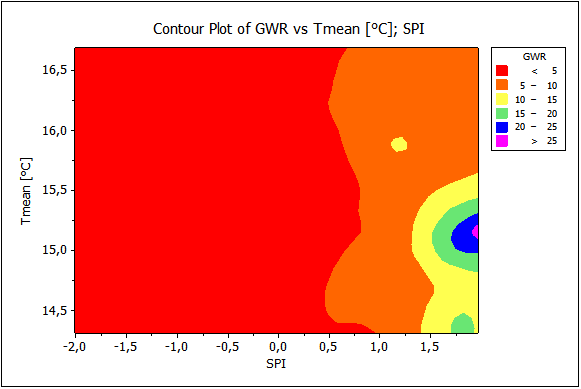 Contour Plot of GWR vs Tmean [°C]; SPI
GWR
< 5
5 – 10
10 – 15
15 – 20
20 – 25
> 25
Tmean [°C]
16,5
16,0
15,5
15,0
14,5
-2,0 -1,5 -1,0 -0,5 0,0 0,5 1,0 1,5
SPI